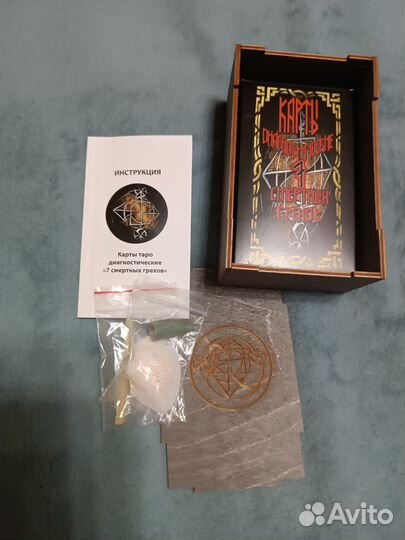 ИНСТРУКЦИЯ
Карты таро
диагностические
«7 смертных грехов»
КАРТЫ
ДИАГНОСТИЧЕСКИЕ
7
СМЕРТНЫХ
ГРЕХОВ
Avito